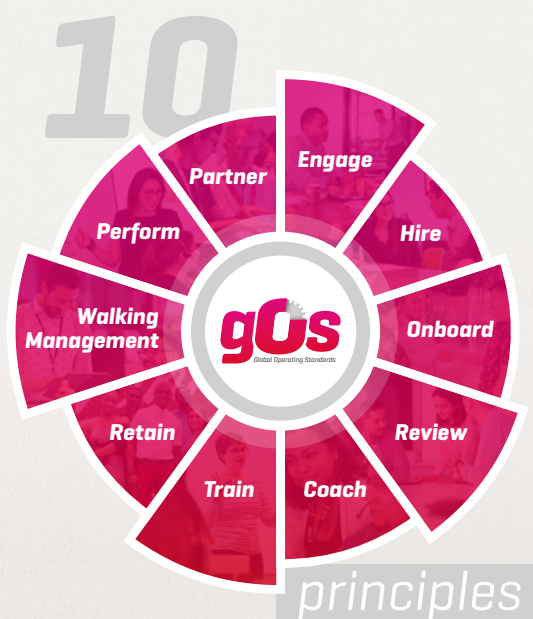 10
Engage
Hire
Onboard
Review
Coach
Train
Retain
Walking
Management
Perform
Partner
gOs
Global Operating Standards
principles